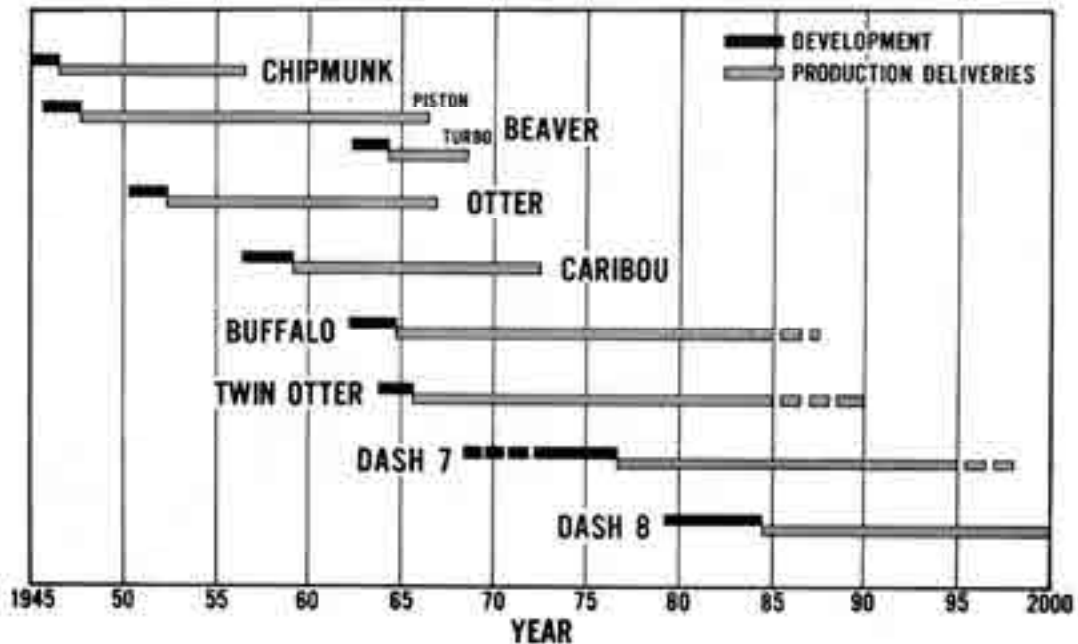 DEVELOPMENT
PRODUCTION DELIVERIES
CHIPMUNK
PISTON
BEAVER
TURBO
OTTER
CARIBOU
BUFFALO
TWIN OTTER
DASH 7
DASH 8
1945 50 55 60 65 70 75 80 85 90 95 2000
YEAR